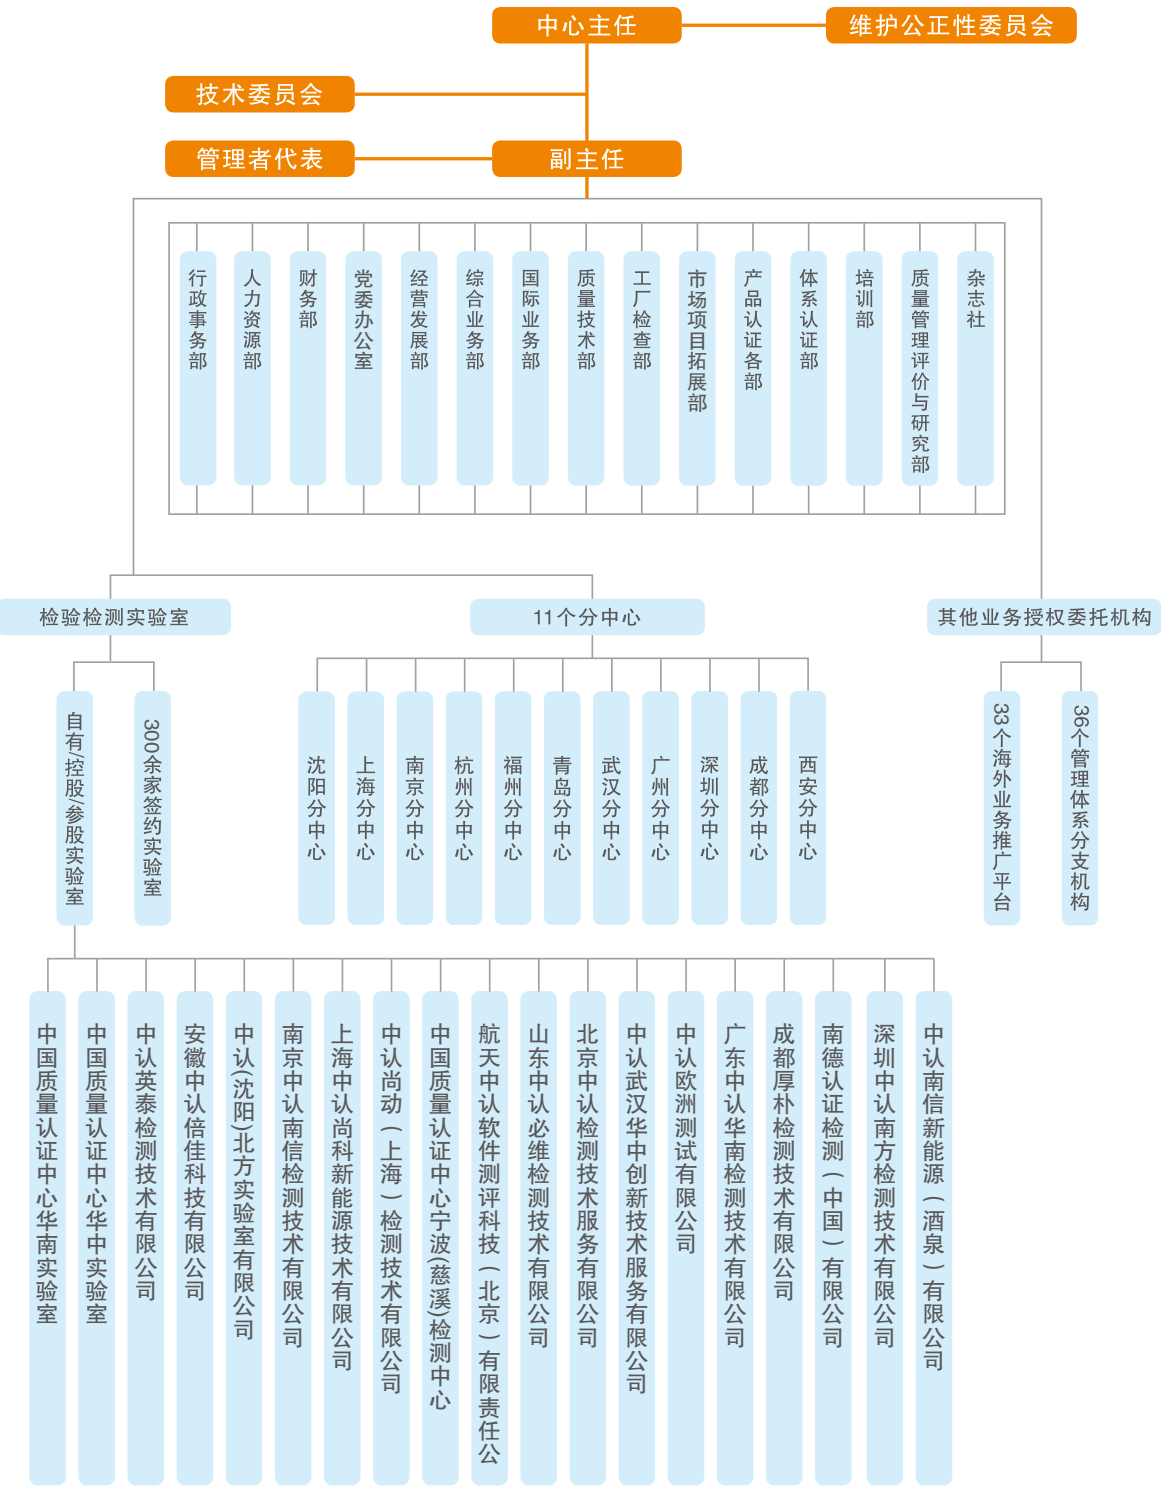 中心主任
维护公正性委员会
技术委员会
管理者代表
副主任
行政事务部
人力资源部
财务部
党委办公室
经营发展部
综合业务部
国际业务部
质量技术部
工厂检查部
市场项目拓展部
产品认证各部
体系认证部
培训部
质量管理评价与研究部
杂志社
检验检测实验室
11个分中心
其他业务授权委托机构
自有/控股/参股实验室
300余家签约实验室
沈阳分中心
上海分中心
南京分中心
杭州分中心
福州分中心
青岛分中心
武汉分中心
广州分中心
深圳分中心
成都分中心
西安分中心
33个海外业务推广平台
36个管理体系分支机构
中国质量认证中心华南实验室
中国质量认证中心华中实验室
中认英泰检测技术有限公司
安徽中认倍佳科技有限公司
中认(沈阳)北方实验室有限公司
南京中认南信检测技术有限公司
上海中认尚科新能源技术有限公司
中认尚动（上海）检测技术有限公司
中国质量认证中心宁波(慈溪)检测中心
航天中认软件测评科技（北京）有限责任公
山东中认必维检测技术有限公司
北京中认检测技术服务有限公司
中认武汉华中创新技术服务有限公司
中认欧洲测试有限公司
广东中认华南检测技术有限公司
成都厚朴检测技术有限公司
南德认证检测（中国）有限公司
深圳中认南方检测技术有限公司
中认南信新能源（酒泉）有限公司